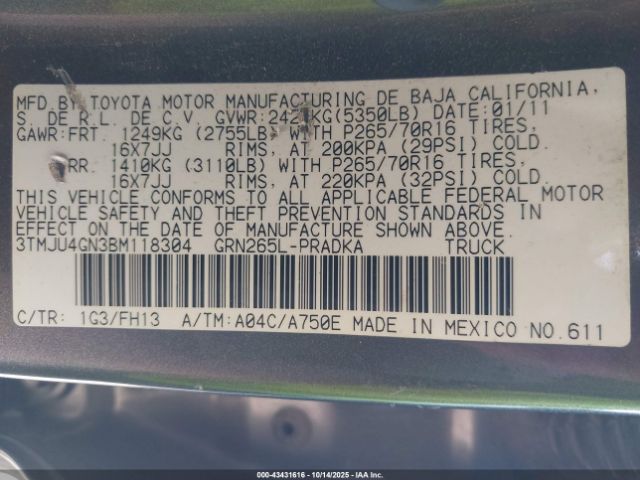 MFD.BY TOYOTA MOTOR MANUFACTURING DE BAJA CALIFORNIA,
S. DE R.L. DE C.V. GVWR: KG(5350LB) DATE:01/11
GAWR:FRT. 1249KG (2755LB) WITH P265/70R16 TIRES,
16X7JJ RIMS, AT 200KPA (29PSI) COLD.
RR. 1410KG (3110LB) WITH P265/70R16 TIRES,
16X7JJ RIMS, AT 220KPA (32PSI) COLD.
THIS VEHICLE CONFORMS TO ALL APPLICABLE FEDERAL MOTOR
VEHICLE SAFETY AND THEFT PREVENTION STANDARDS IN
EFFECT ON THE DATE OF MANUFACTURE SHOWN ABOVE.
3TMJU4GN3BM118304 GRN265L-PRADKA TRUCK
C/TR: 1G3/FH13 A/TM:A04C/A750E MADE IN MEXICO NO.611
000-43431616 - 10/14/2025 - IAAI, Inc.